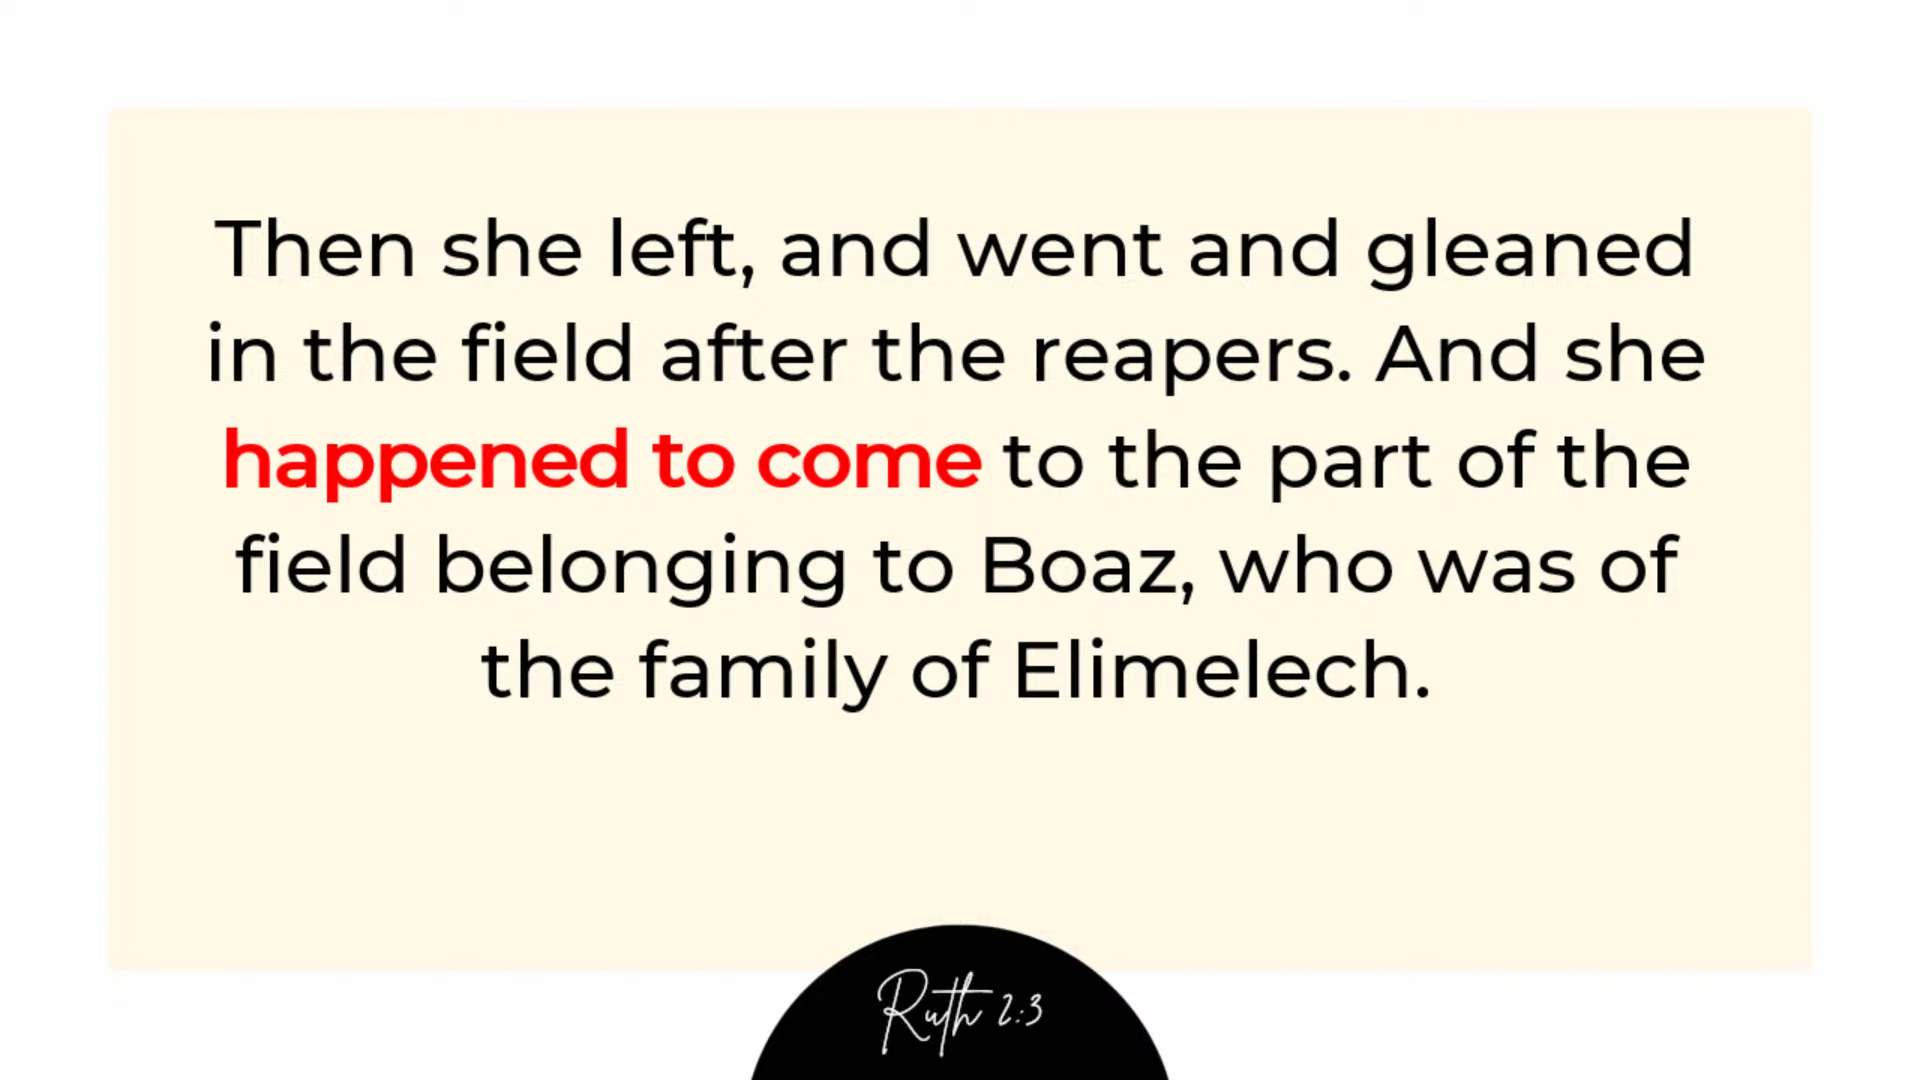 Then she left, and went and gleaned
in the field after the reapers. And she
happened to come to the part of the
field belonging to Boaz, who was of
the family of Elimelech.
Ruth 2:3